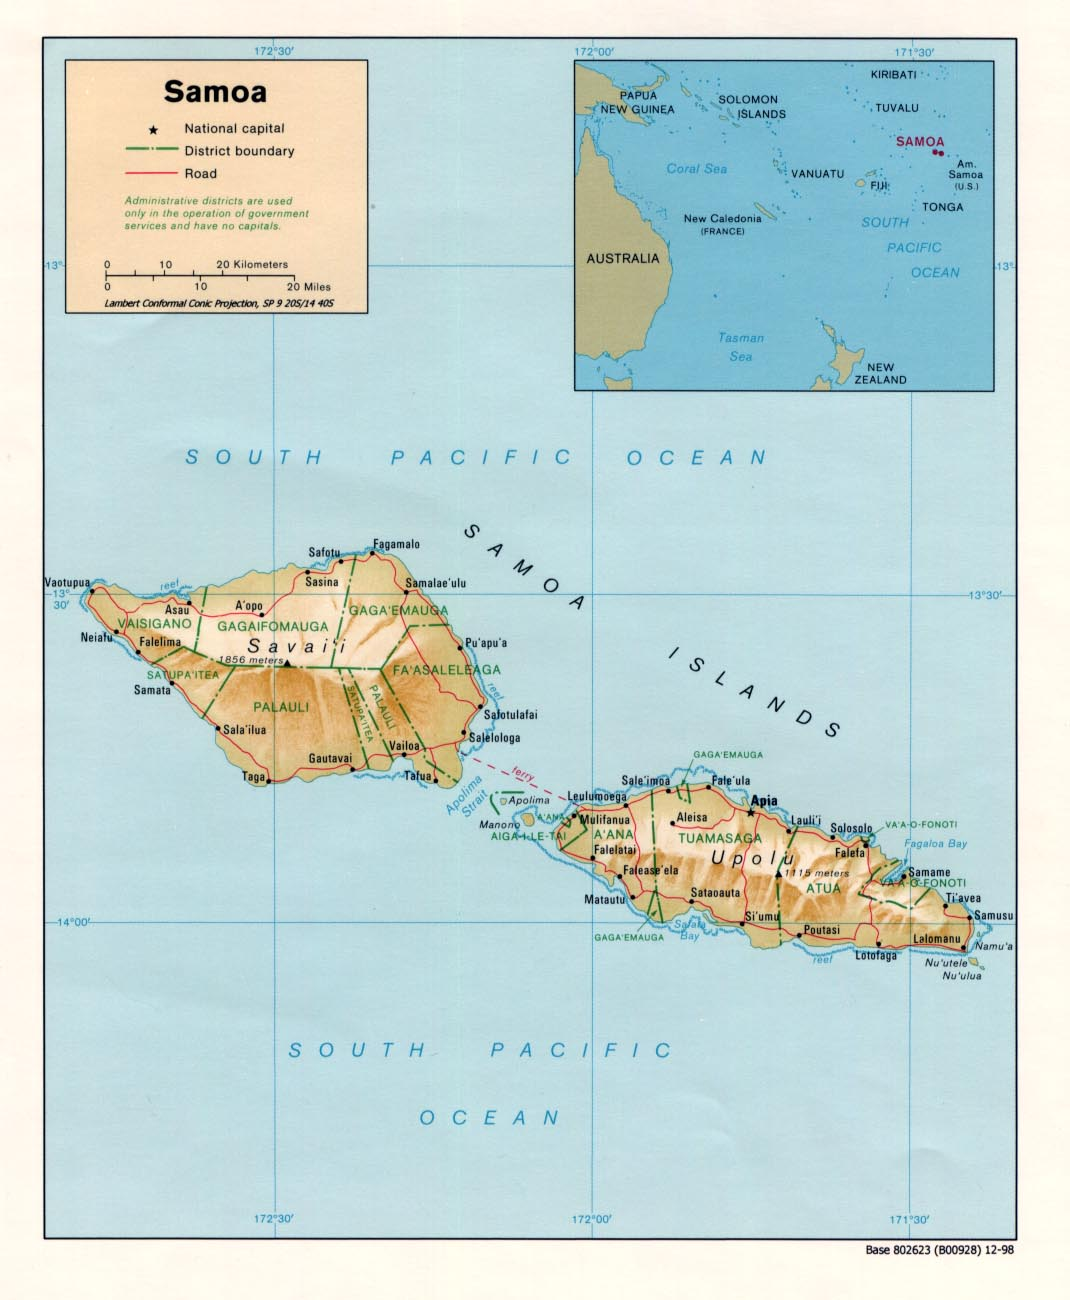 172°30′
172°00′
171°30′
Samoa
National capital
District boundary
Road
Administrative districts are used
only in the operation of government
services and have no capitals.
0 10 20 Kilometers
0 10 20 Miles
Lambert Conformal Conic Projection, SP 9 20S/14 40S
PAPUA
NEW GUINEA
SOLOMON
ISLANDS
KIRIBATI
TUVALU
SAMOA
Am.
Samoa
(U.S.)
Coral Sea
VANUATU
FIJI
TONGA
New Caledonia
(FRANCE)
SOUTH
PACIFIC
OCEAN
AUSTRALIA
Tasman
Sea
NEW
ZEALAND
13°
13°
SOUTH PACIFIC OCEAN
SAMOA
ISLANDS
Fagamalo
Safotu
Sasina
Vaotupua
reef
Samalae'ulu
13°
30′
13°30′
Asau
A'opo
GAGA'EMAUGA
VAISIGANO
GAGAIFOMAUGA
Neiafu
Falelima
Savai'i
Pu'apu'a
1856 meters
SATUPA'ITEA
FA'ASALELEAGA
Samata
reef
PALAULI
SATUPA'ITEA
PALAULI
Safotulafai
Sala'ilua
Salelologa
Vailoa
Gautavai
Taga
Tafua
ferry
Apolima
Strait
GAGA'EMAUGA
Sale'imoa
Fale'ula
Leulumoega
Apia
Apolima
Manono
A'ANA
Mulifanua
Aleisa
Lauli'i
Solosolo
VA'A-O-FONOTI
AIGA-I-LE-TAI
A'ANA
TUAMASAGA
Fagaloa Bay
Falelatai
Falefa
Upolu
Falease'ela
1115 meters
Samame
ATUA
VA'A-O-FONOTI
Matautu
Sataoauta
Ti'avea
Si'umu
Samusu
14°00′
Safata
Bay
GAGA'EMAUGA
Poutasi
Lalomanu
Namu'a
reef
Lotofaga
Nu'utele
Nu'ulua
SOUTH PACIFIC
OCEAN
172°30′
172°00′
171°30′
Base 802623 (B00928) 12-98